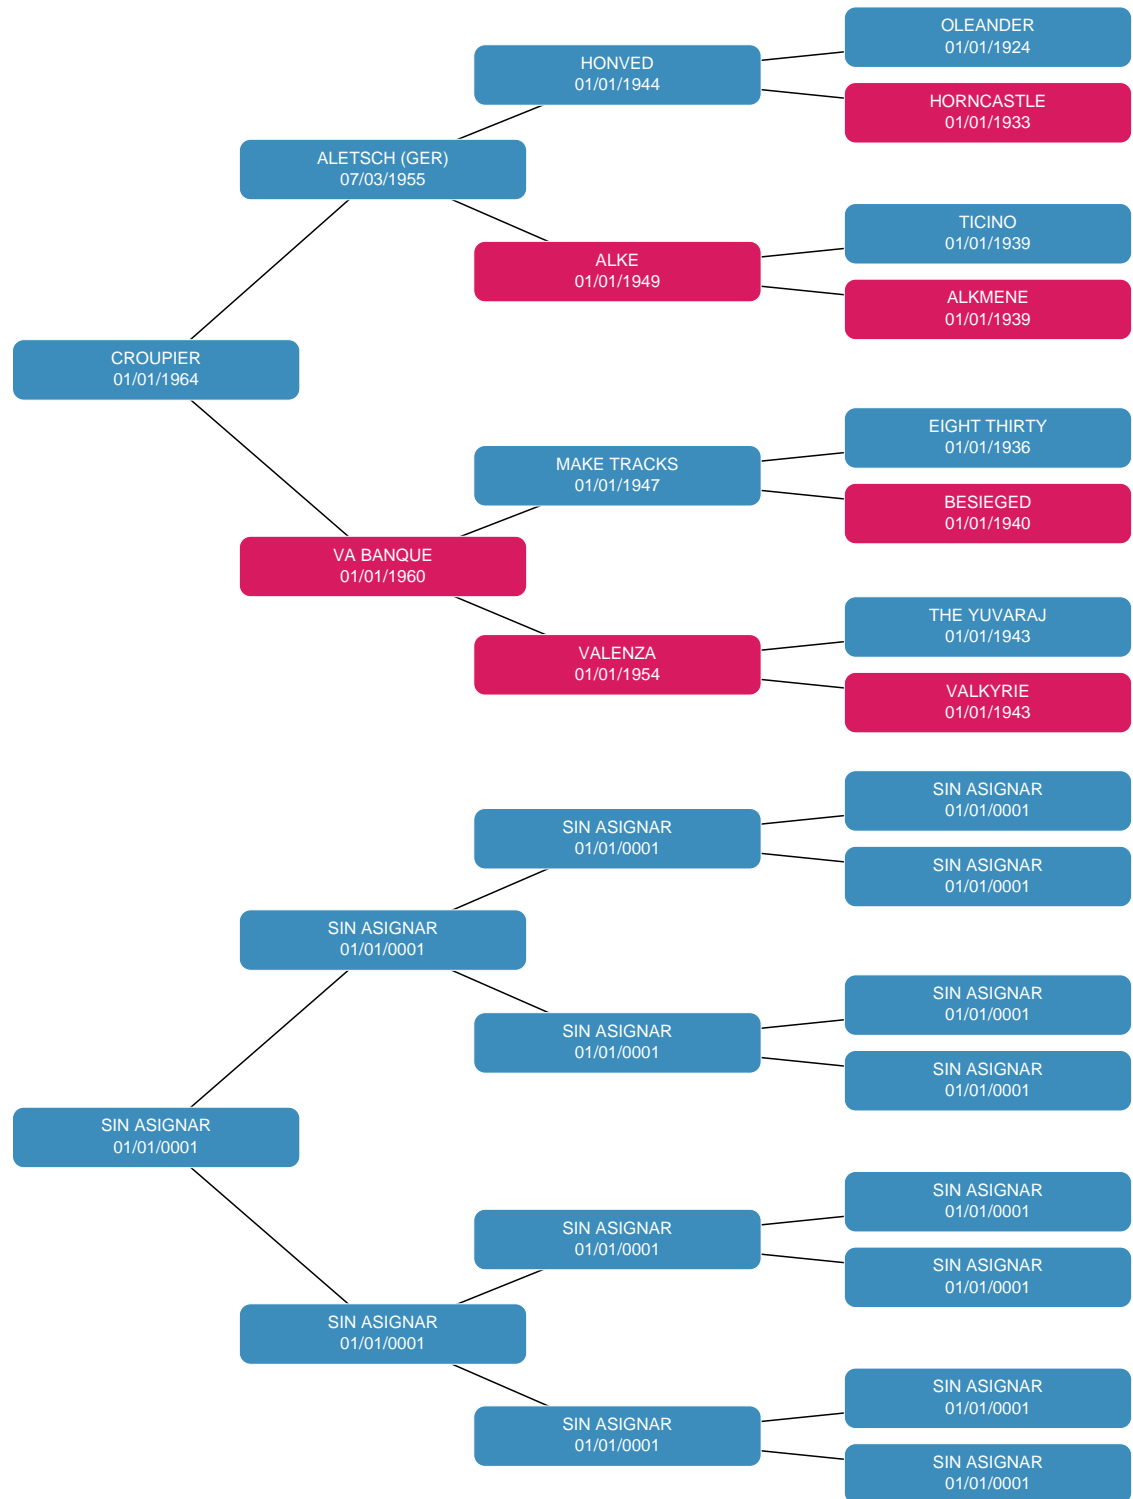 OLEANDER
01/01/1924
HONVED
01/01/1944
HORNCASTLE
01/01/1933
ALETSCH (GER)
07/03/1955
TICINO
01/01/1939
ALKE
01/01/1949
ALKMENE
01/01/1939
CROUPIER
01/01/1964
EIGHT THIRTY
01/01/1936
MAKE TRACKS
01/01/1947
BESIEGED
01/01/1940
VA BANQUE
01/01/1960
THE YUVARAJ
01/01/1943
VALENZA
01/01/1954
VALKYRIE
01/01/1943
SIN ASIGNAR
01/01/0001
SIN ASIGNAR
01/01/0001
SIN ASIGNAR
01/01/0001
SIN ASIGNAR
01/01/0001
SIN ASIGNAR
01/01/0001
SIN ASIGNAR
01/01/0001
SIN ASIGNAR
01/01/0001
SIN ASIGNAR
01/01/0001
SIN ASIGNAR
01/01/0001
SIN ASIGNAR
01/01/0001
SIN ASIGNAR
01/01/0001
SIN ASIGNAR
01/01/0001
SIN ASIGNAR
01/01/0001
SIN ASIGNAR
01/01/0001
SIN ASIGNAR
01/01/0001